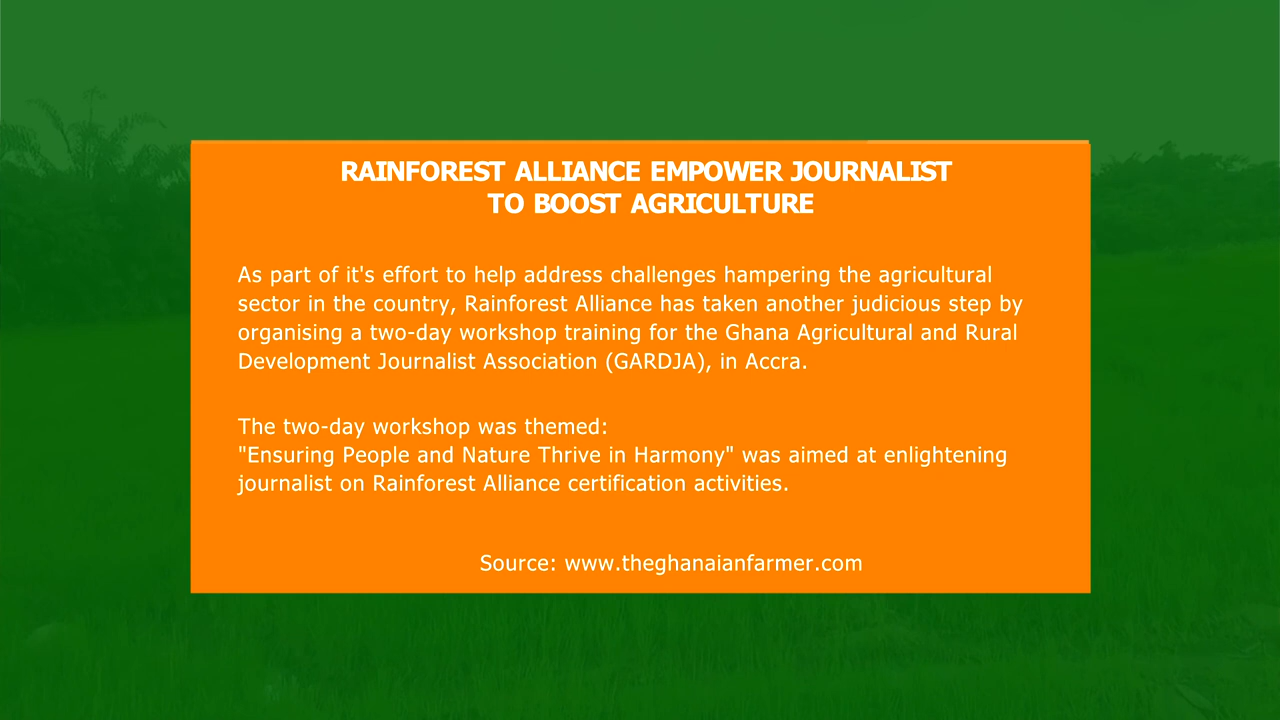 RAINFOREST ALLIANCE EMPOWER JOURNALIST
TO BOOST AGRICULTURE
As part of it's effort to help address challenges hampering the agricultural
sector in the country, Rainforest Alliance has taken another judicious step by
organising a two-day workshop training for the Ghana Agricultural and Rural
Development Journalist Association (GARDJA), in Accra.
The two-day workshop was themed:
"Ensuring People and Nature Thrive in Harmony" was aimed at enlightening
journalist on Rainforest Alliance certification activities.
Source: www.theghanaianfarmer.com